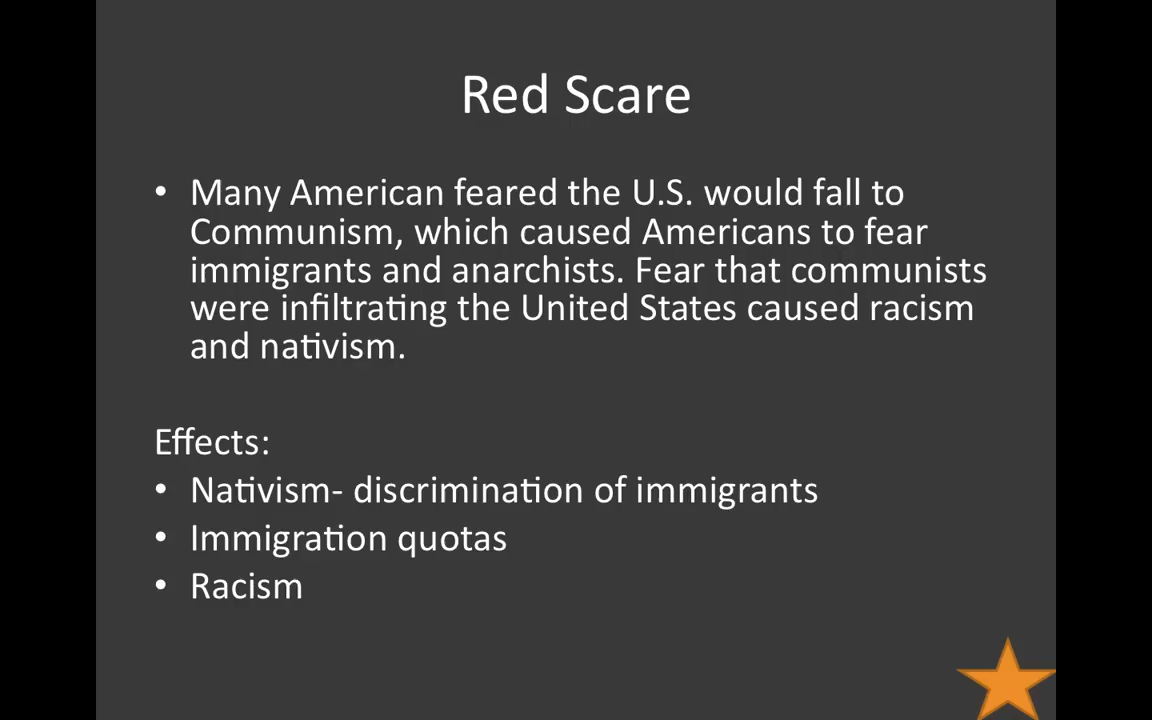 Red Scare
• Many American feared the U.S. would fall to
Communism, which caused Americans to fear
immigrants and anarchists. Fear that communists
were infiltrating the United States caused racism
and nativism.
Effects:
• Nativism- discrimination of immigrants
• Immigration quotas
• Racism